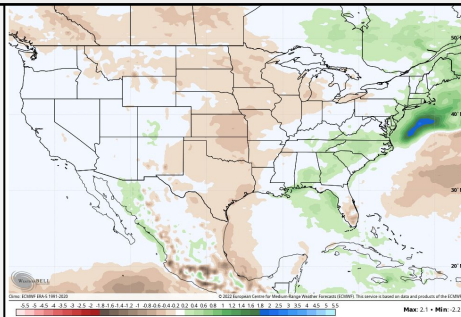 50°N
40°N
30°N
20°N
WeatherBELL
Climo: ECMWF ERA-5 1991-2020
© 2022 European Centre for Medium-Range Weather Forecasts (ECMWF). This service is based on data and products of the ECMWF
-5.5 -5 -4.5 -4 -3.5 -3 -2.5 -2 -1.8-1.6-1.4-1.2 -1 -0.8-0.6-0.4-0.2 0.2 0.4 0.6 0.8 1 1.2 1.4 1.6 1.8 2 2.5 3 3.5 4 4.5 5 5.5
Max: 2.1 • Min: -2.2